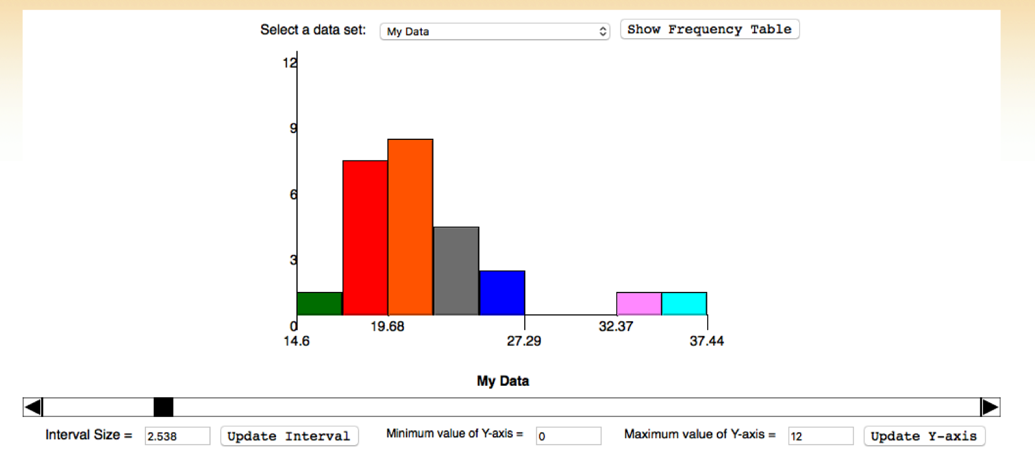 Select a data set: My Data Show Frequency Table
12
9
6
3
0
19.68 32.37
14.6 27.29 37.44
My Data
Interval Size = 2.538 Update Interval Minimum value of Y-axis = 0 Maximum value of Y-axis = 12 Update Y-axis